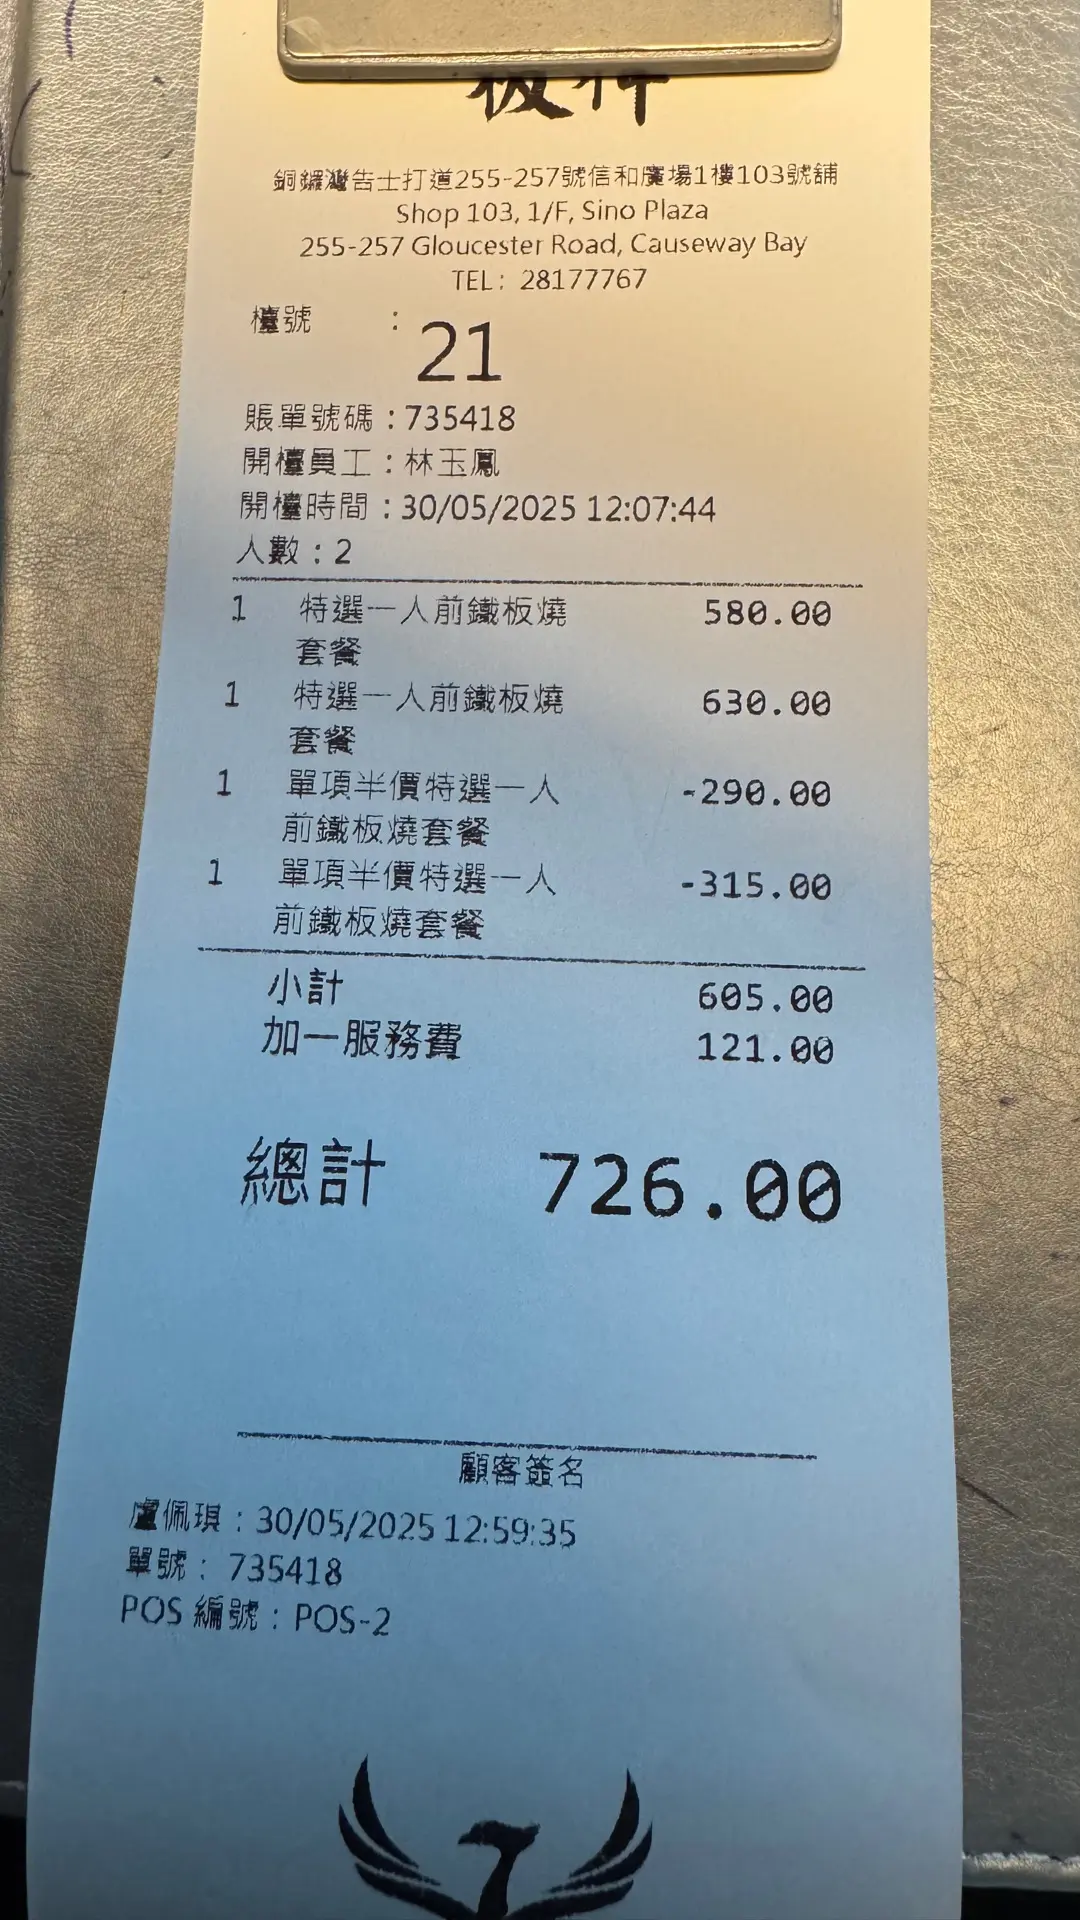 銅鑼灣告士打道255-257號信和廣場1樓103號舖
Shop 103, 1/F, Sino Plaza
255-257 Gloucester Road, Causeway Bay
TEL: 28177767
檯號 : 21
賬單號碼：735418
開檯員工：林玉鳳
開檯時間：30/05/2025 12:07:44
人數：2
1 特選一人前鐵板燒 580.00
套餐
1 特選一人前鐵板燒 630.00
套餐
1 單項半價特選一人 -290.00
前鐵板燒套餐
1 單項半價特選一人 -315.00
前鐵板燒套餐
小計 605.00
加一服務費 121.00
總計 726.00
顧客簽名
盧佩琪：30/05/2025 12:59:35
單號：735418
POS 編號：POS-2